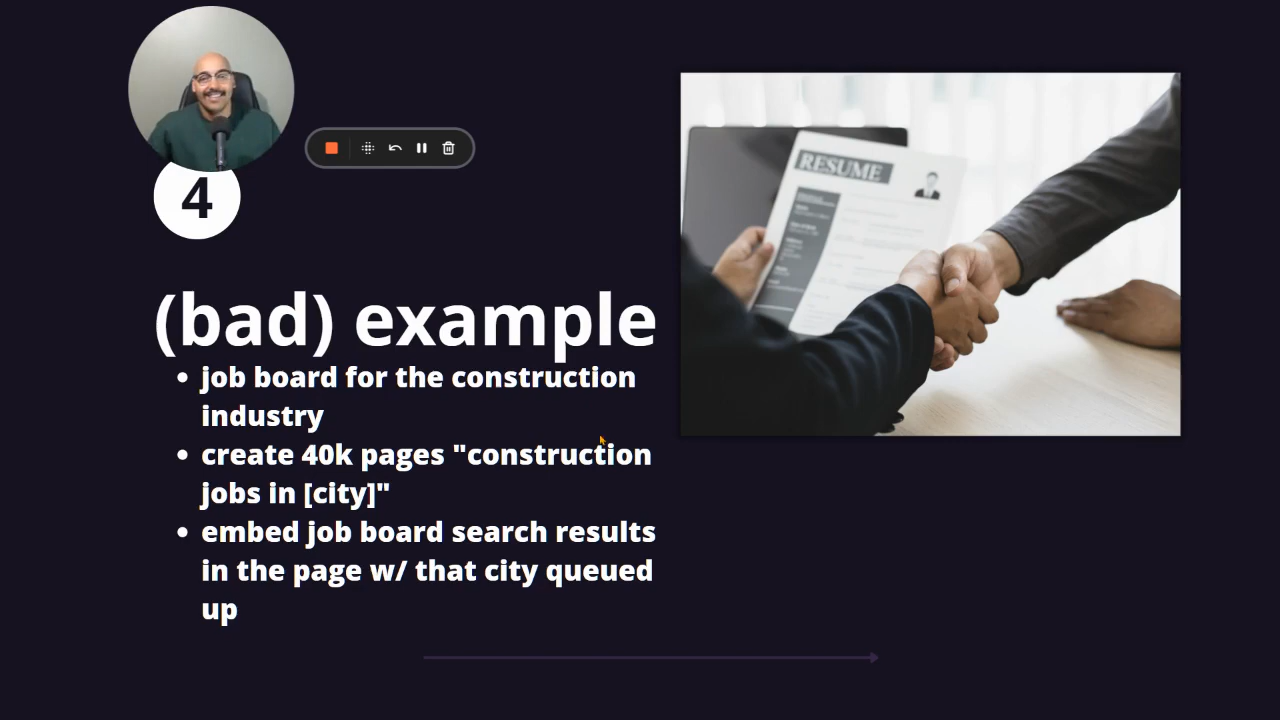 4
RESUME
(bad) example
• job board for the construction
industry
• create 40k pages "construction
jobs in [city]"
• embed job board search results
in the page w/ that city queued
up